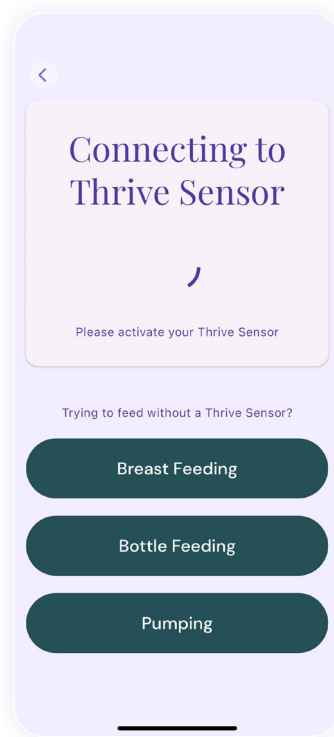 Connecting to
Thrive Sensor
Please activate your Thrive Sensor
Trying to feed without a Thrive Sensor?
Breast Feeding
Bottle Feeding
Pumping